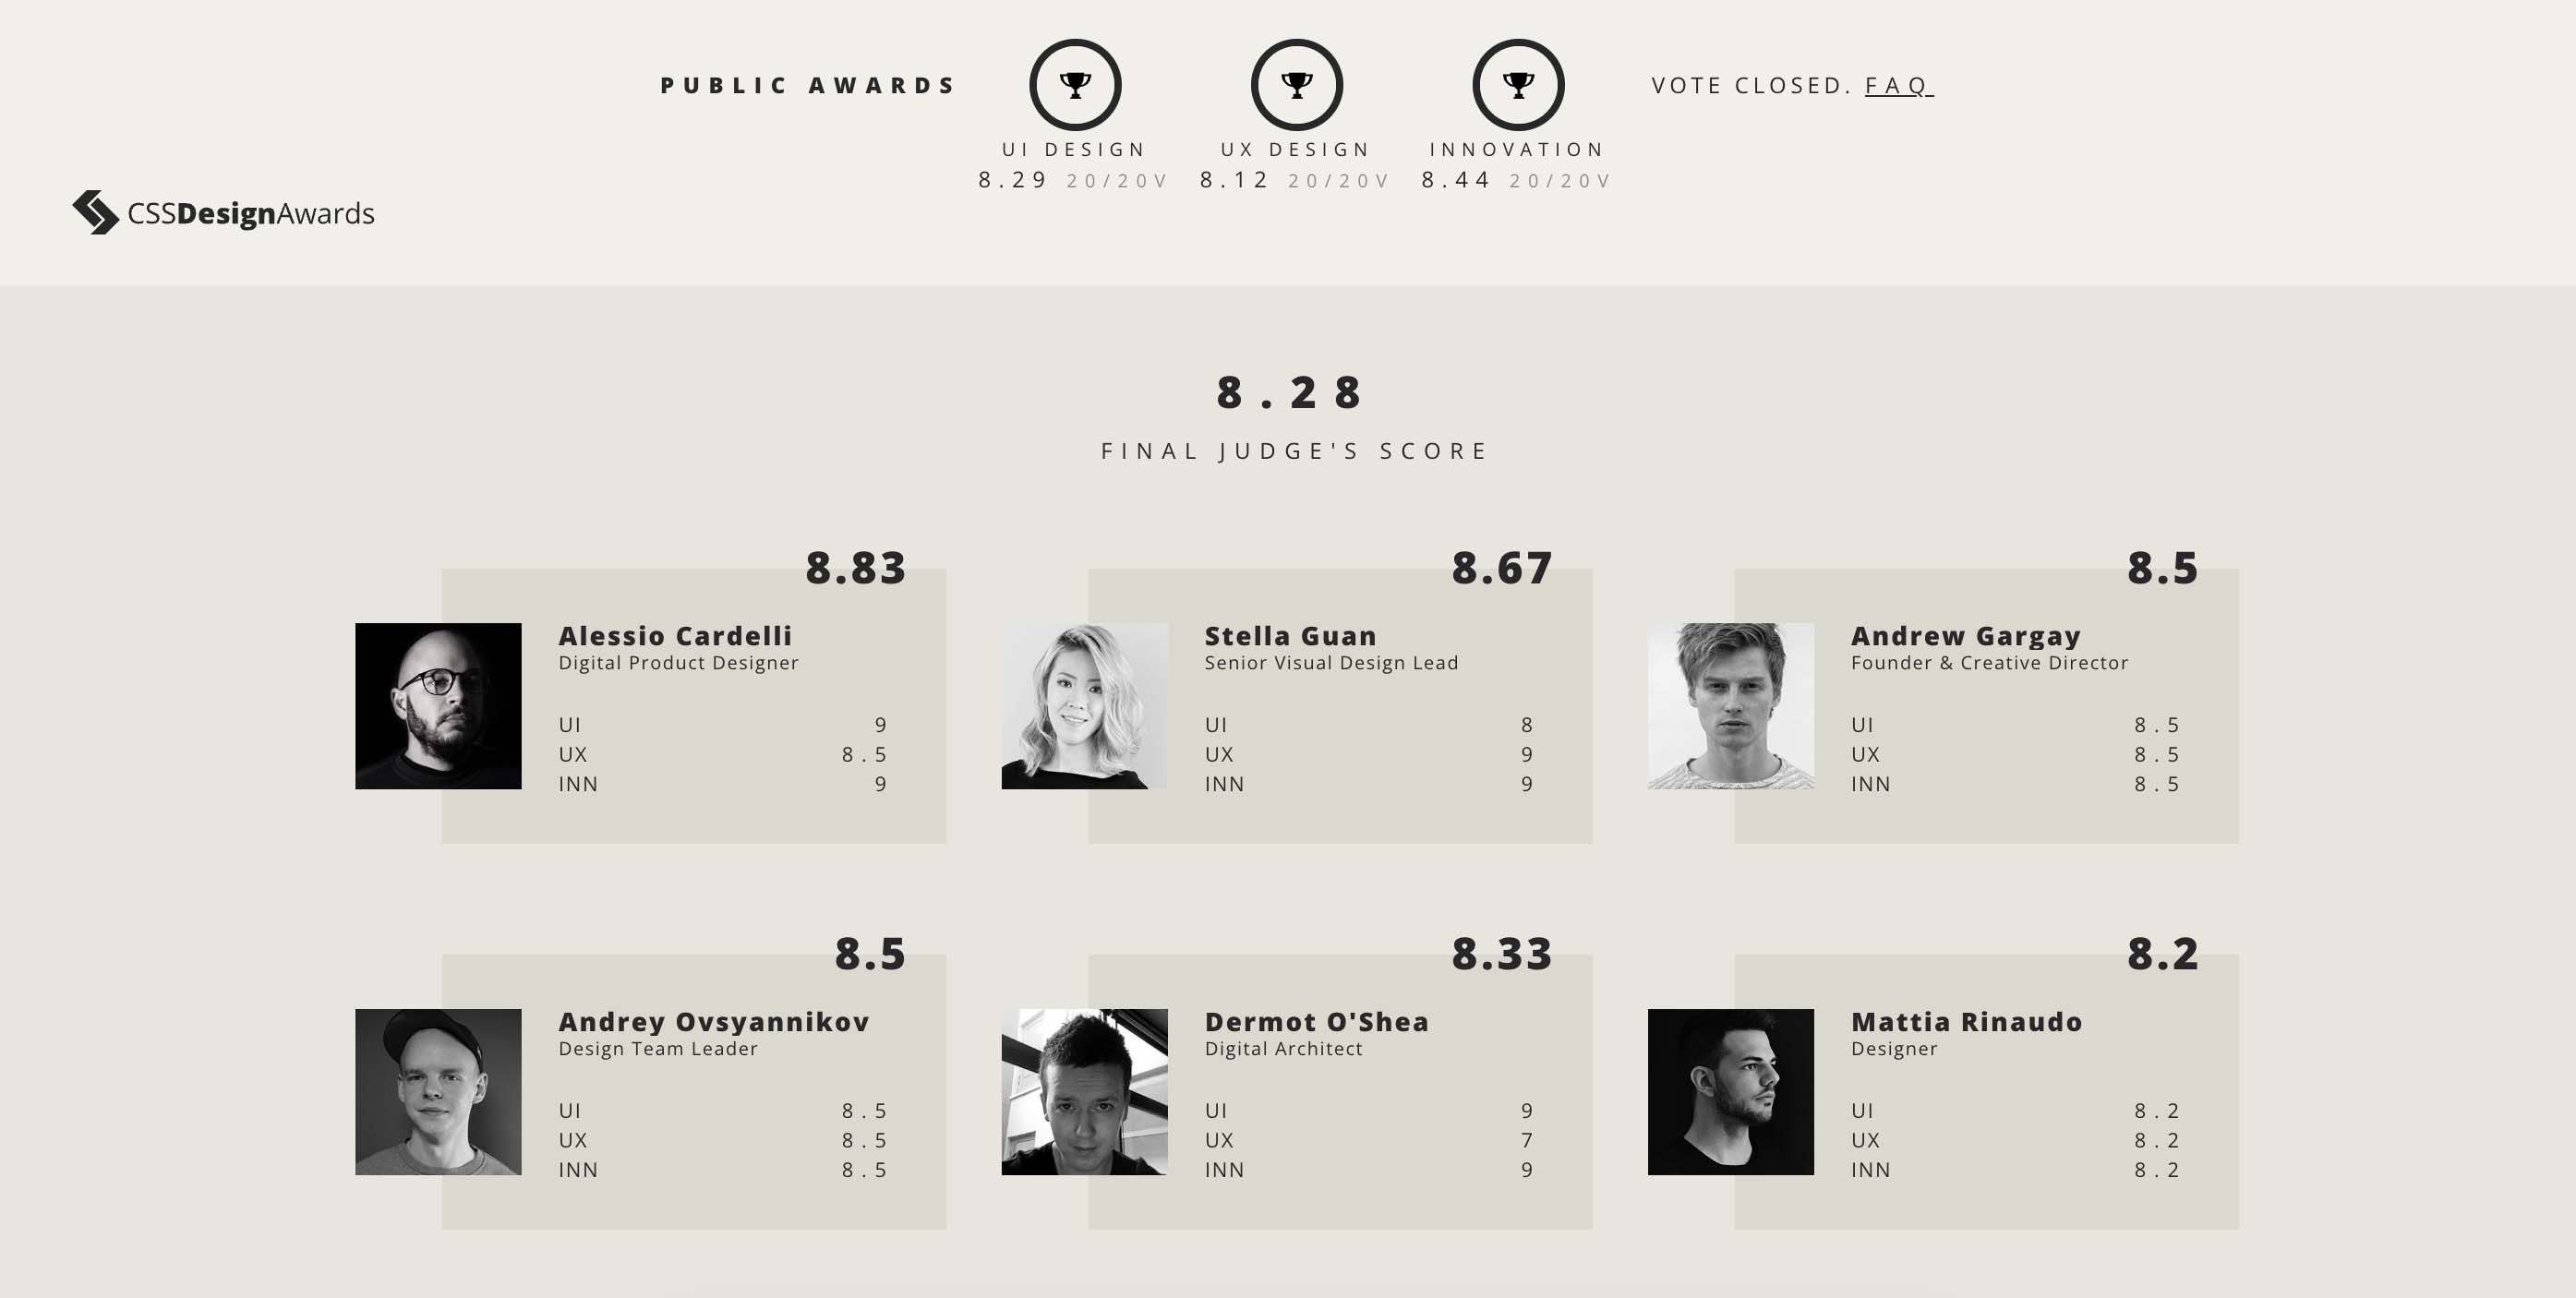 PUBLIC AWARDS
UI DESIGN
8.29 20/20V
UX DESIGN
8.12 20/20V
INNOVATION
8.44 20/20V
VOTE CLOSED. FAQ
CSSDesignAwards
8.28
FINAL JUDGE'S SCORE
8.83
Alessio Cardelli
Digital Product Designer
UI 9
UX 8.5
INN 9
8.67
Stella Guan
Senior Visual Design Lead
UI 8
UX 9
INN 9
8.5
Andrew Gargay
Founder & Creative Director
UI 8.5
UX 8.5
INN 8.5
8.5
Andrey Ovsyannikov
Design Team Leader
UI 8.5
UX 8.5
INN 8.5
8.33
Dermot O'Shea
Digital Architect
UI 9
UX 7
INN 9
8.2
Mattia Rinaudo
Designer
UI 8.2
UX 8.2
INN 8.2